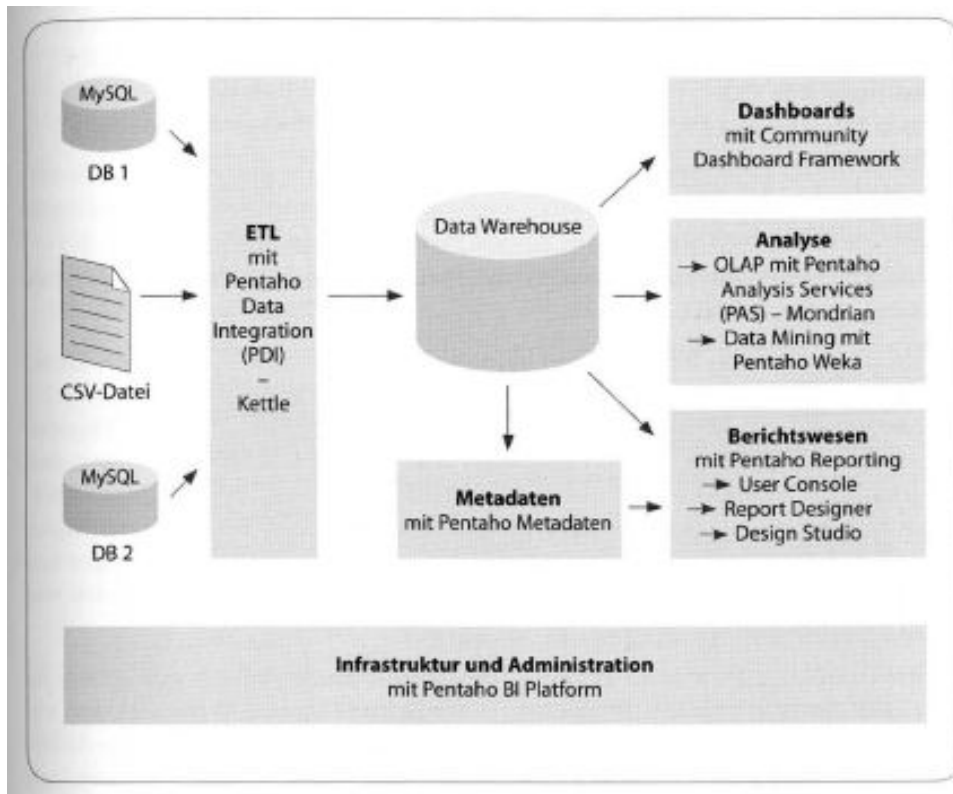 MySQL
DB 1
CSV-Datei
MySQL
DB 2
ETL
mit
Pentaho
Data
Integration
(PDI)
–
Kettle
Data Warehouse
Metadaten
mit Pentaho Metadaten
Dashboards
mit Community
Dashboard Framework
Analyse
OLAP mit Pentaho
Analysis Services
(PAS) – Mondrian
Data Mining mit
Pentaho Weka
Berichtswesen
mit Pentaho Reporting
User Console
Report Designer
Design Studio
Infrastruktur und Administration
mit Pentaho BI Platform